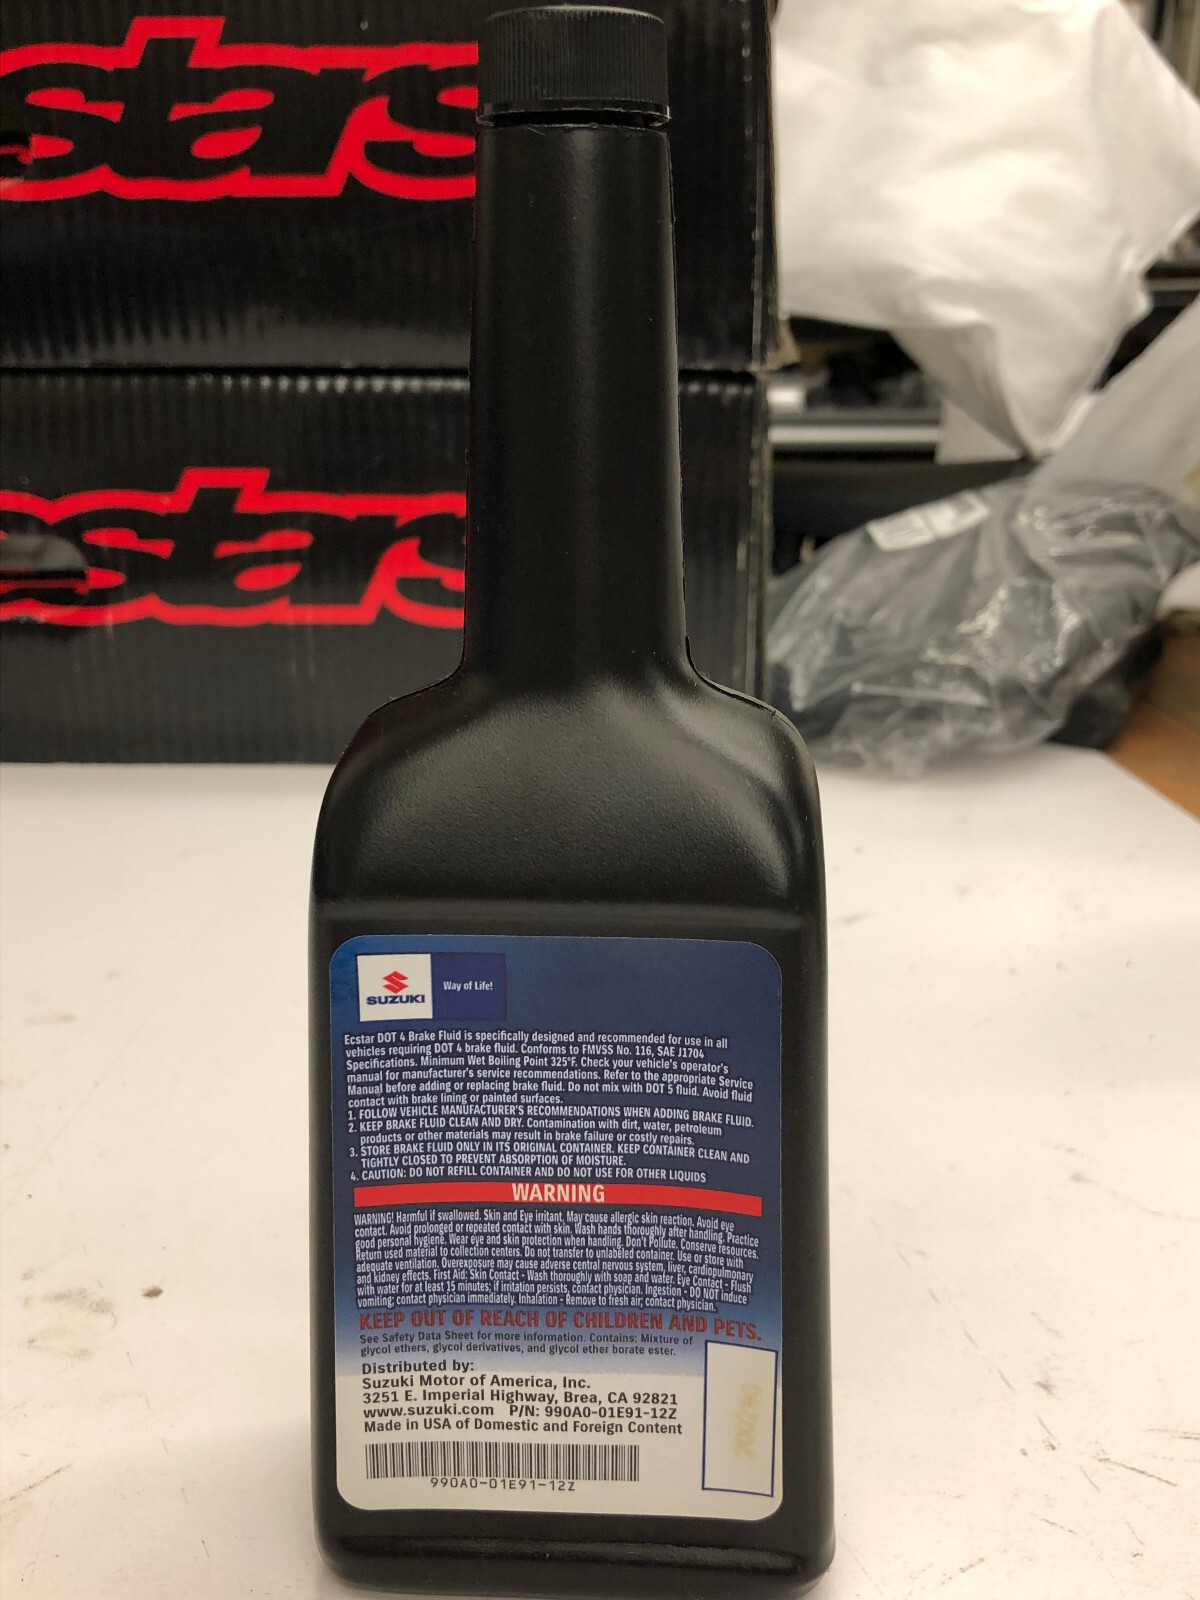 stars
stars
SUZUKI
Way of Life!
Ecstar DOT 4 Brake Fluid is specifically designed and recommended for use in all
vehicles requiring DOT 4 brake fluid. Conforms to FMVSS No. 116, SAE J1704
Specifications. Minimum Wet Boiling Point 325°F. Check your vehicle's operator's
manual for manufacturer's service recommendations. Refer to the appropriate Service
Manual before adding or replacing brake fluid. Do not mix with DOT 5 fluid. Avoid fluid
contact with brake lining or painted surfaces.
1. FOLLOW VEHICLE MANUFACTURER'S RECOMMENDATIONS WHEN ADDING BRAKE FLUID.
2. KEEP BRAKE FLUID CLEAN AND DRY. Contamination with dirt, water, petroleum
products or other materials may result in brake failure or costly repairs.
3. STORE BRAKE FLUID ONLY IN ITS ORIGINAL CONTAINER. KEEP CONTAINER CLEAN AND
TIGHTLY CLOSED TO PREVENT ABSORPTION OF MOISTURE.
4. CAUTION: DO NOT REFILL CONTAINER AND DO NOT USE FOR OTHER LIQUIDS
WARNING
WARNING! Harmful if swallowed. Skin and Eye irritant. May cause allergic skin reaction. Avoid eye
contact. Avoid prolonged or repeated contact with skin. Wash hands thoroughly after handling. Practice
good personal hygiene. Wear eye and skin protection when handling. Don't Pollute. Conserve resources.
Return used material to collection centers. Do not transfer to unlabeled container. Use or store with
adequate ventilation. Overexposure may cause adverse central nervous system, liver, cardiopulmonary
and kidney effects. First Aid: Skin Contact - Wash thoroughly with soap and water. Eye Contact - Flush
with water for at least 15 minutes; if irritation persists, contact physician. Ingestion - DO NOT induce
vomiting; contact physician immediately. Inhalation - Remove to fresh air; contact physician.
KEEP OUT OF REACH OF CHILDREN AND PETS.
See Safety Data Sheet for more information. Contains: Mixture of
glycol ethers, glycol derivatives, and glycol ether borate ester.
Distributed by:
Suzuki Motor of America, Inc.
3251 E. Imperial Highway, Brea, CA 92821
www.suzuki.com P/N: 990A0-01E91-12Z
Made in USA of Domestic and Foreign Content
990A0-01E91-12Z